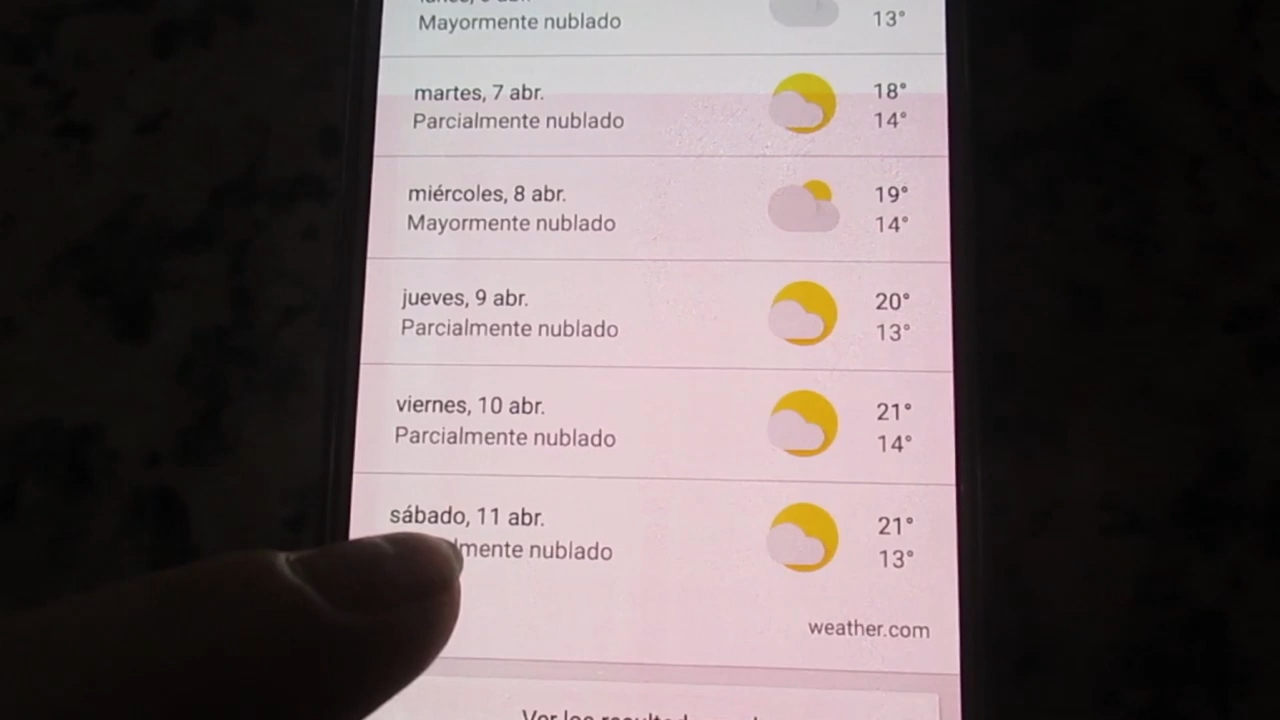 Mayormente nublado
13°
martes, 7 abr.
18°
Parcialmente nublado
14°
miércoles, 8 abr.
19°
Mayormente nublado
14°
jueves, 9 abr.
20°
Parcialmente nublado
13°
viernes, 10 abr.
21°
Parcialmente nublado
14°
sábado, 11 abr.
21°
nublado
13°
weather.com